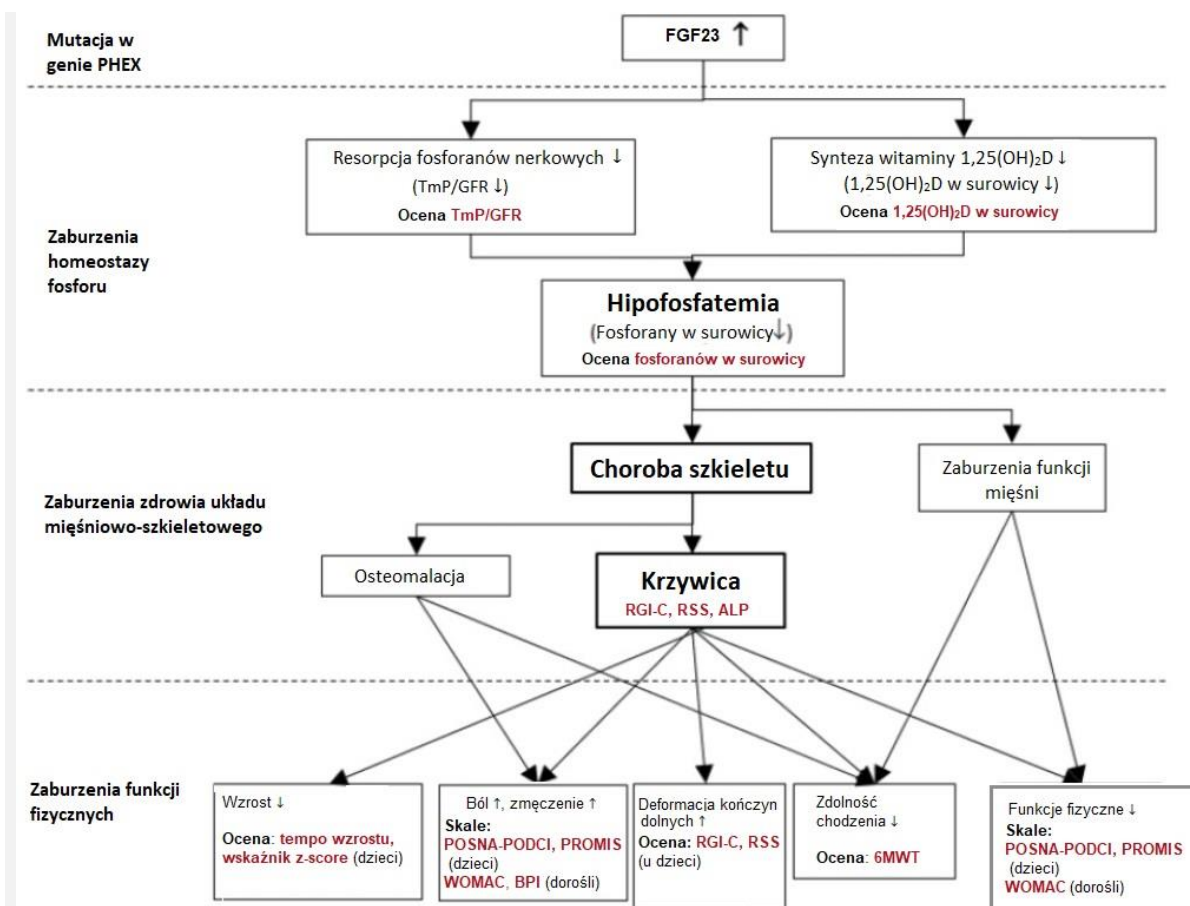 Mutacja w
genie PHEX
FGF23 ↑
Resorpcja fosforanów nerkowych ↓
(TmP/GFR ↓)
Ocena TmP/GFR
Synteza witaminy 1,25(OH)₂D ↓
(1,25(OH)₂D w surowicy ↓)
Ocena 1,25(OH)₂D w surowicy
Zaburzenia
homeostazy
fosforu
Hipofosfatemia
(Fosforany w surowicy↓)
Ocena fosforanów w surowicy
Zaburzenia zdrowia układu
mięśniowo-szkieletowego
Choroba szkieletu
Zaburzenia funkcji
mięśni
Osteomalacja
Krzywica
RGI-C, RSS, ALP
Zaburzenia funkcji
fizycznych
Wzrost ↓
Ocena: tempo wzrostu,
wskaźnik z-score (dzieci)
Ból ↑, zmęczenie ↑
Skale:
POSNA-PODCI, PROMIS
(dzieci)
WOMAC, BPI (dorośli)
Deformacja kończyn
dolnych ↑
Ocena: RGI-C, RSS
(u dzieci)
Zdolność
chodzenia ↓
Ocena: 6MWT
Funkcje fizyczne ↓
Skale:
POSNA-PODCI, PROMIS
(dzieci)
WOMAC (dorośli)